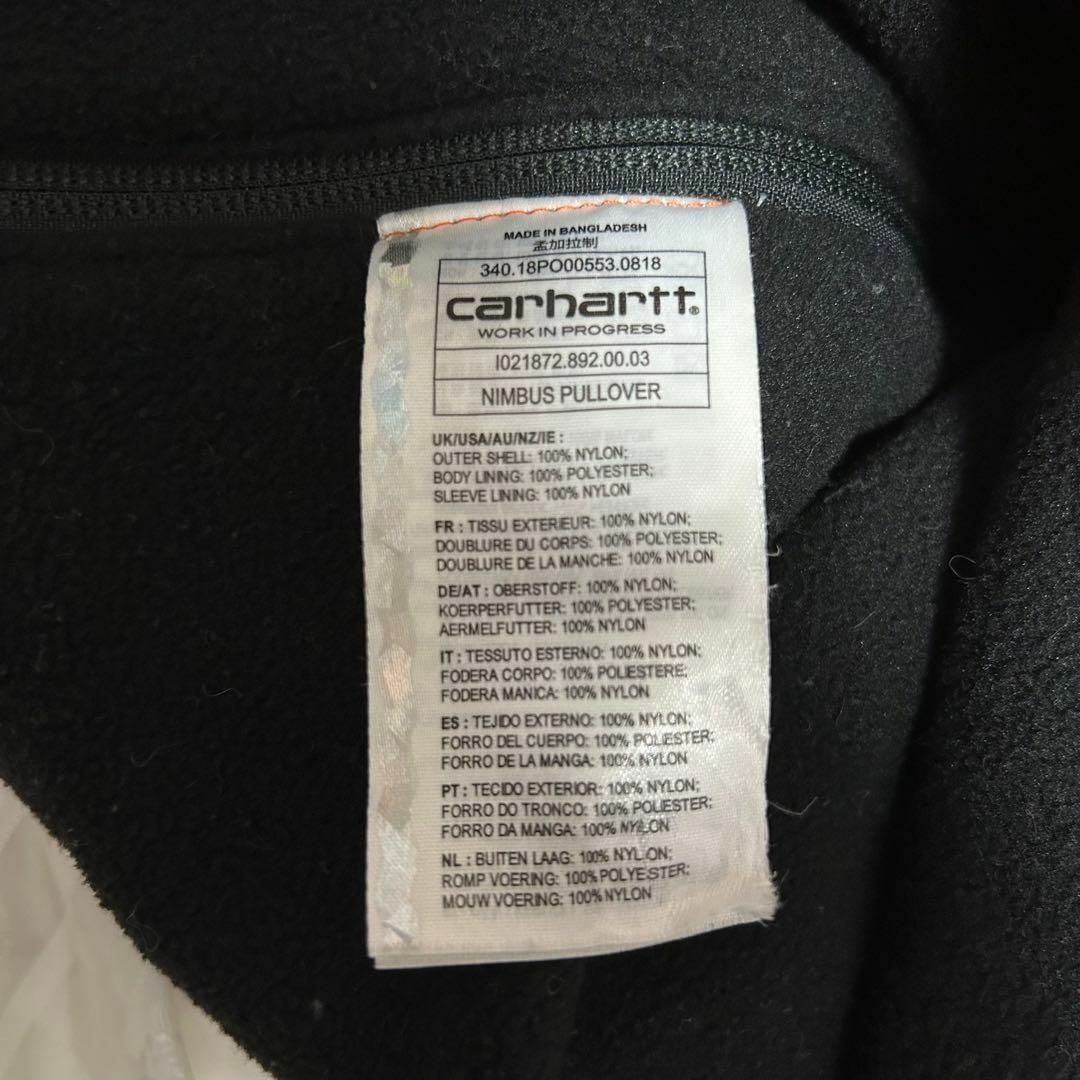 MADE IN BANGLADESH
孟加拉制
340.18PO00553.0818
carhartt®
WORK IN PROGRESS
I021872.892.00.03
NIMBUS PULLOVER
UK/USA/AU/NZ/IE :
OUTER SHELL: 100% NYLON;
BODY LINING: 100% POLYESTER;
SLEEVE LINING: 100% NYLON
FR : TISSU EXTERIEUR: 100% NYLON;
DOUBLURE DU CORPS: 100% POLYESTER;
DOUBLURE DE LA MANCHE: 100% NYLON
DE/AT : OBERSTOFF: 100% NYLON;
KOERPERFUTTER: 100% POLYESTER;
AERMELFUTTER: 100% NYLON
IT : TESSUTO ESTERNO: 100% NYLON;
FODERA CORPO: 100% POLIESTERE;
FODERA MANICA: 100% NYLON
ES : TEJIDO EXTERNO: 100% NYLON;
FORRO DEL CUERPO: 100% POLIESTER;
FORRO DE LA MANGA: 100% NYLON
PT : TECIDO EXTERIOR: 100% NYLON;
FORRO DO TRONCO: 100% POLIESTER;
FORRO DA MANGA: 100% NYLON
NL : BUITEN LAAG: 100% NYLON;
ROMP VOERING: 100% POLYESTER;
MOUW VOERING: 100% NYLON